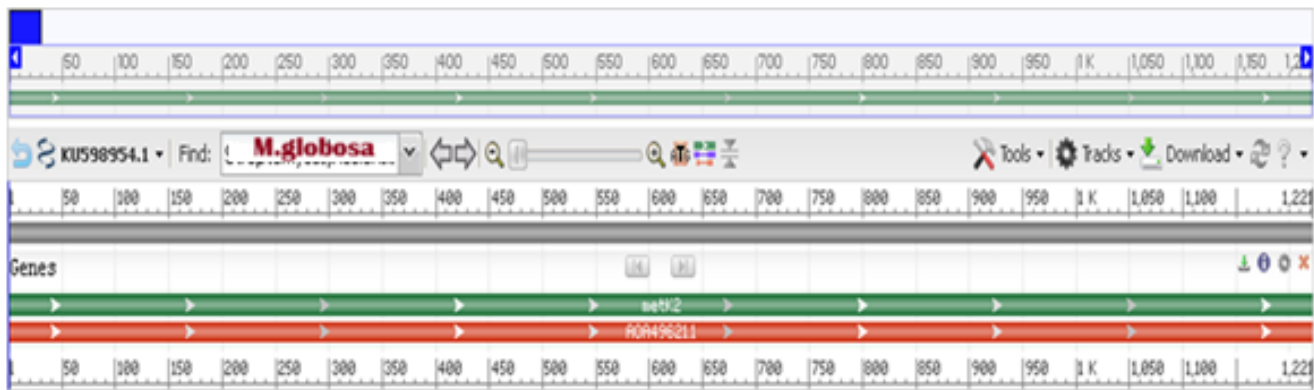 50 100 150 200 250 300 350 400 450 500 550 600 650 700 750 800 850 900 950 1 K 1,050 1,100 1,150
KU598954.1 Find: M.globosa Tools Tracks Download ?
1 50 100 150 200 250 300 350 400 450 500 550 600 650 700 750 800 850 900 950 1 K 1,050 1,100 1,221
Genes
metK2
AOA496211
1 50 100 150 200 250 300 350 400 450 500 550 600 650 700 750 800 850 900 950 1 K 1,050 1,100 1,221